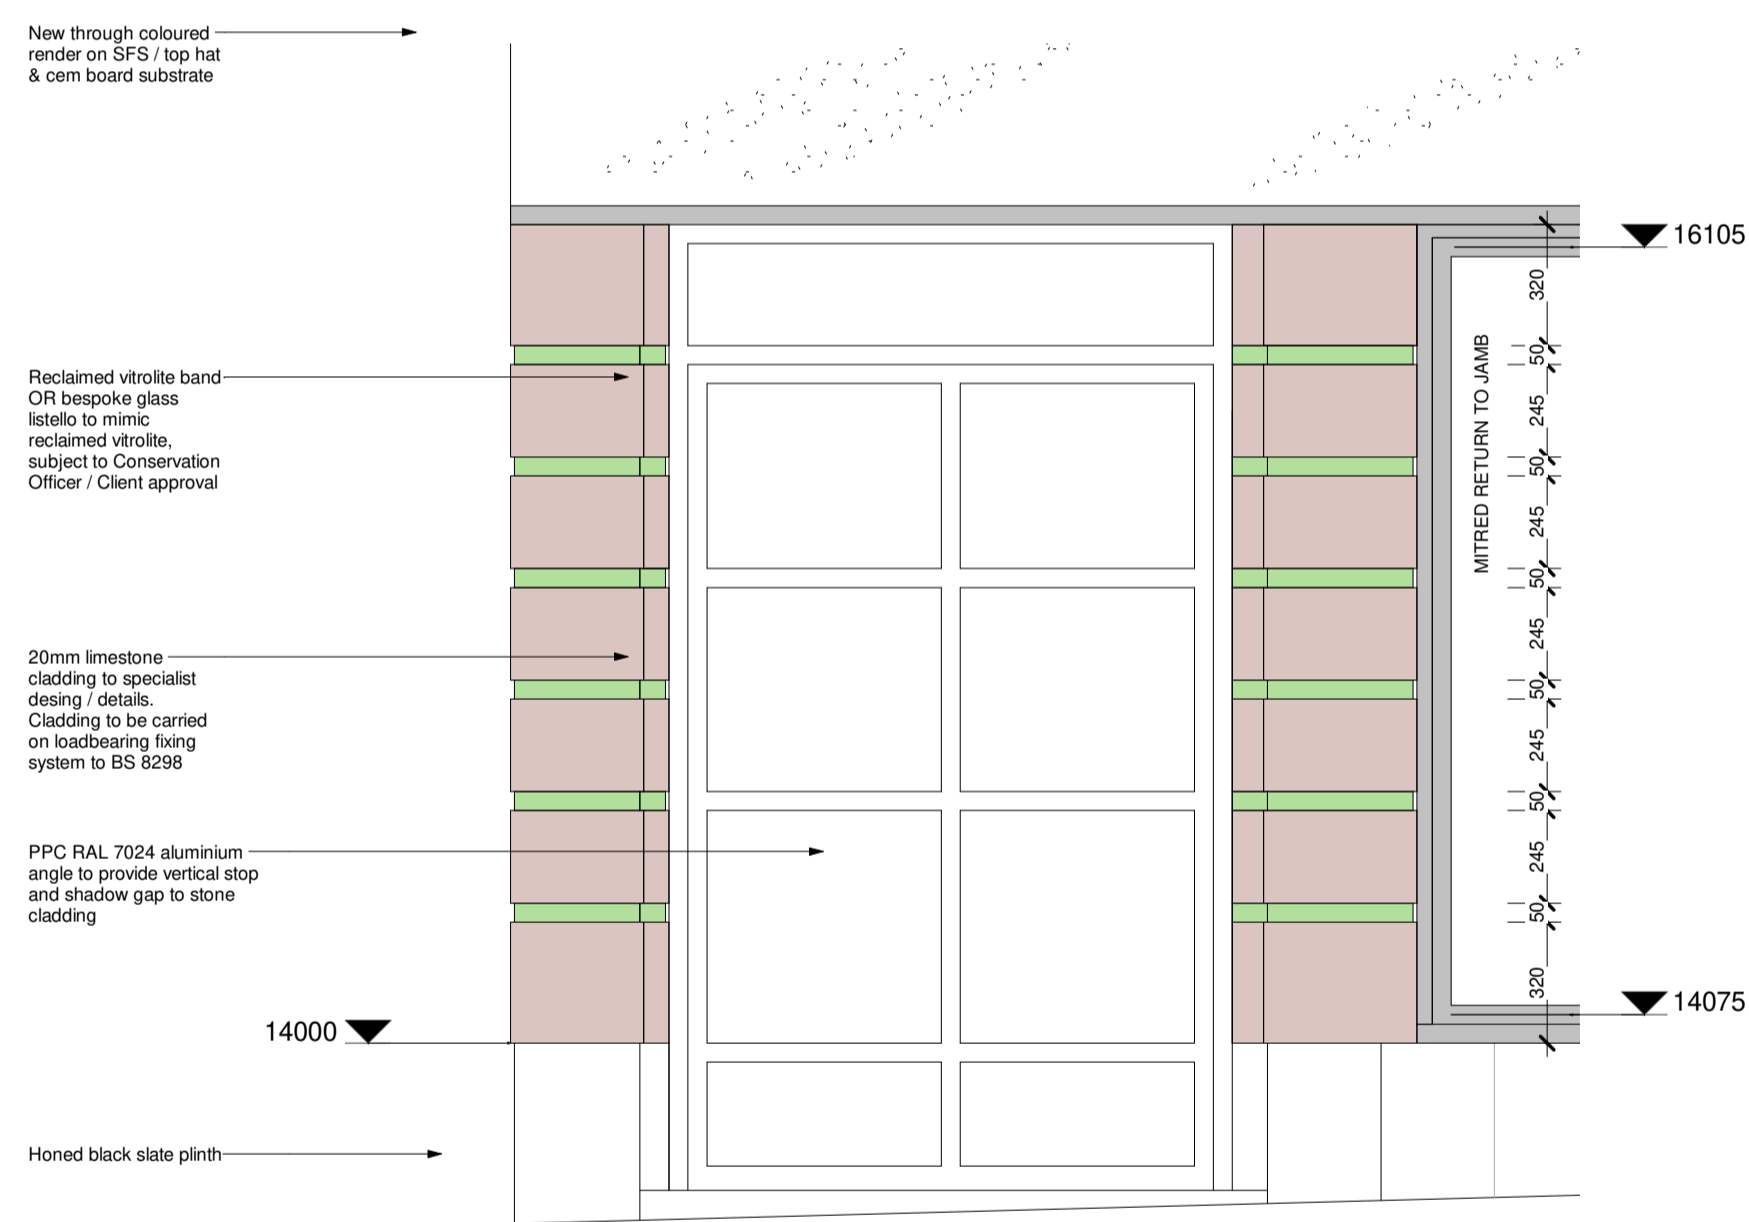 New through coloured
render on SFS / top hat
& cem board substrate
16105
320
50
Reclaimed vitrolite band
OR bespoke glass
listello to mimic
reclaimed vitrolite,
subject to Conservation
Officer / Client approval
MITRED RETURN TO JAMB
245
50
245
50
20mm limestone
cladding to specialist
desing / details.
Cladding to be carried
on loadbearing fixing
system to BS 8298
245
50
245
50
PPC RAL 7024 aluminium
angle to provide vertical stop
and shadow gap to stone
cladding
245
50
320
14075
14000
Honed black slate plinth